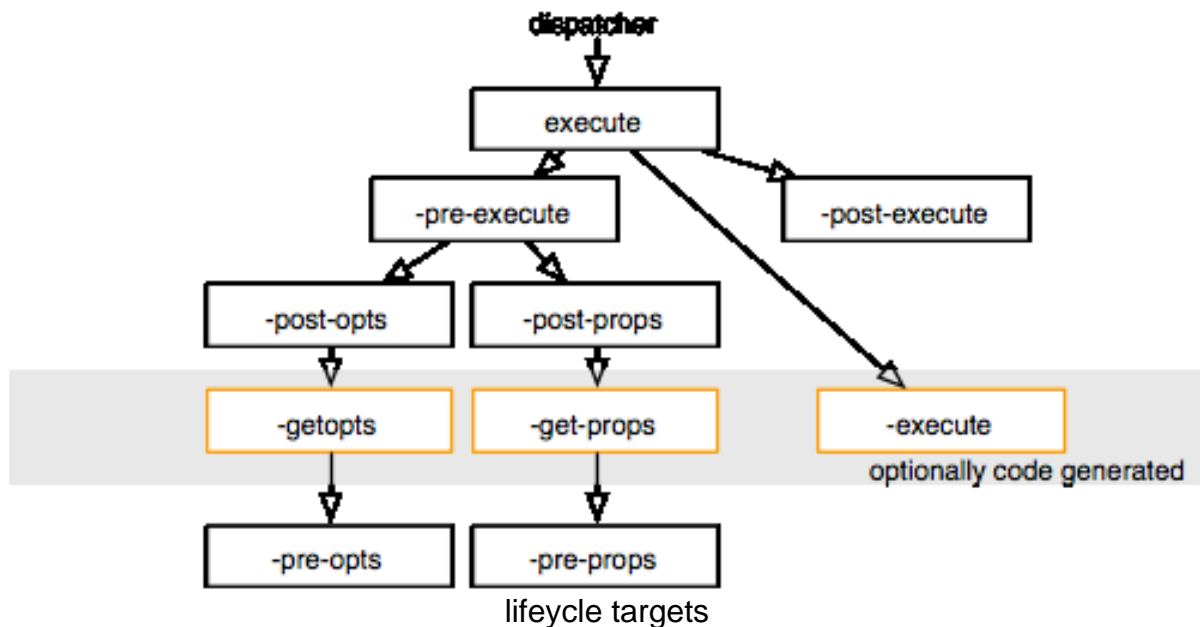 dispatcher
execute
-pre-execute
-post-execute
-post-opts
-post-props
-getopts
-get-props
-execute
optionally code generated
-pre-opts
-pre-props
lifeycle targets